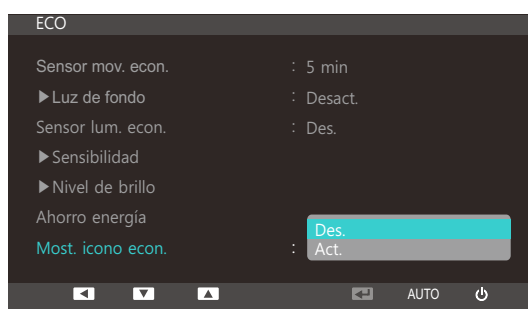 ECO
Sensor mov. econ. : 5 min
▶Luz de fondo : Desact.
Sensor lum. econ. : Des.
▶Sensibilidad
▶Nivel de brillo
Ahorro energía
Des.
Most. icono econ. : Act.
AUTO